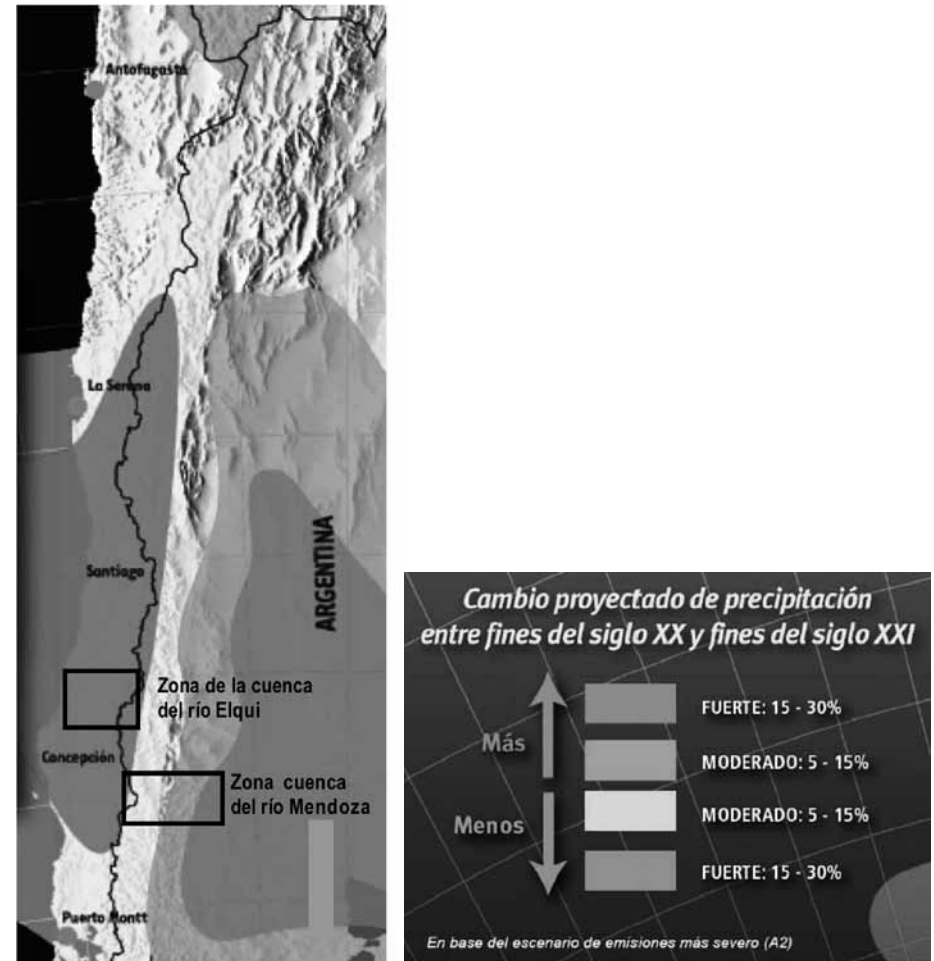 Antofagasta
La Serena
Santiago
ARGENTINA
Zona de la cuenca
del río Elqui
Concepción
Zona cuenca
del río Mendoza
Puerto Montt
Cambio proyectado de precipitación
entre fines del siglo XX y fines del siglo XXI
Más
Menos
FUERTE: 15 - 30%
MODERADO: 5 - 15%
MODERADO: 5 - 15%
FUERTE: 15 - 30%
En base del escenario de emisiones más severo (A2)